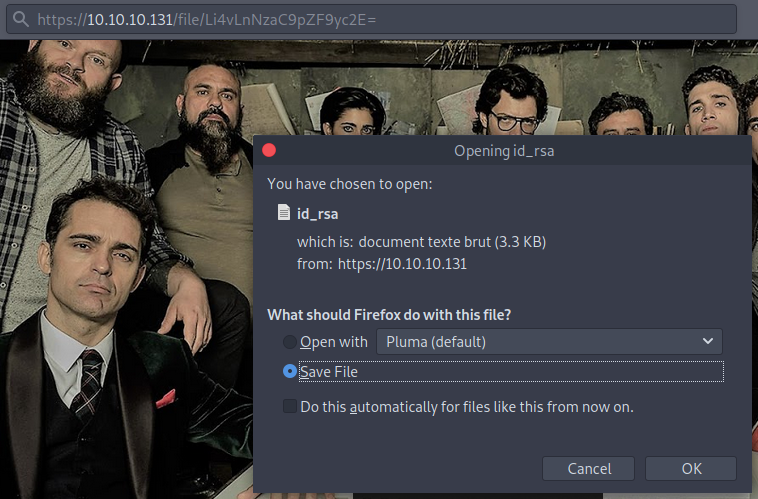 https://10.10.10.131/file/Li4vLnNzaC9pZF9yc2E=
Opening id_rsa
You have chosen to open:
id_rsa
which is: document texte brut (3.3 KB)
from: https://10.10.10.131
What should Firefox do with this file?
Open with Pluma (default)
Save File
Do this automatically for files like this from now on.
Cancel OK